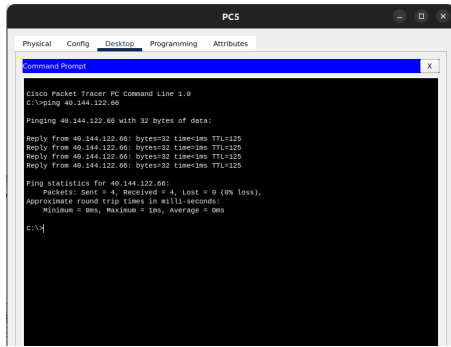 PC5
Physical Config Desktop Programming Attributes
Command Prompt X
Cisco Packet Tracer PC Command Line 1.0
C:\>ping 40.144.122.66
Pinging 40.144.122.66 with 32 bytes of data:
Reply from 40.144.122.66: bytes=32 time<1ms TTL=125
Reply from 40.144.122.66: bytes=32 time<1ms TTL=125
Reply from 40.144.122.66: bytes=32 time<1ms TTL=125
Reply from 40.144.122.66: bytes=32 time<1ms TTL=125
Ping statistics for 40.144.122.66:
Packets: Sent = 4, Received = 4, Lost = 0 (0% loss),
Approximate round trip times in milli-seconds:
Minimum = 0ms, Maximum = 1ms, Average = 0ms
C:\>